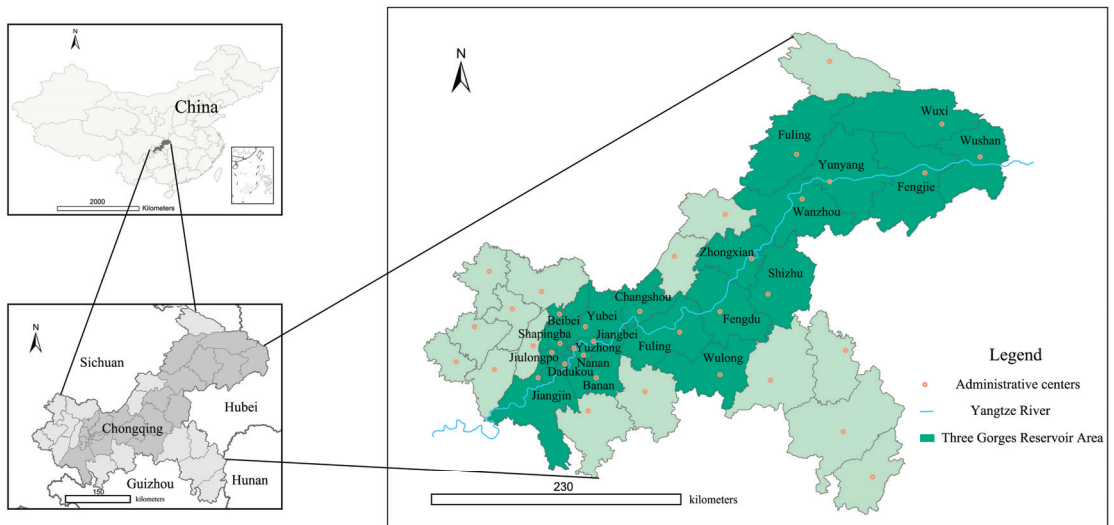 N
China
2000
Kilometers
N
Sichuan
Hubei
Chongqing
Guizhou
Hunan
150
kilometers
N
Wuxi
Fuling
Wushan
Yunyang
Fengjie
Wanzhou
Zhongxian
Shizhu
Changshou
Beibei
Yubei
Fengdu
Shapingba
Jiangbei
Fuling
Yuzhong
Jiulongpo
Nanan
Wulong
Dadukou
Banan
Jiangjin
Legend
Administrative centers
Yangtze River
Three Gorges Reservoir Area
230
kilometers